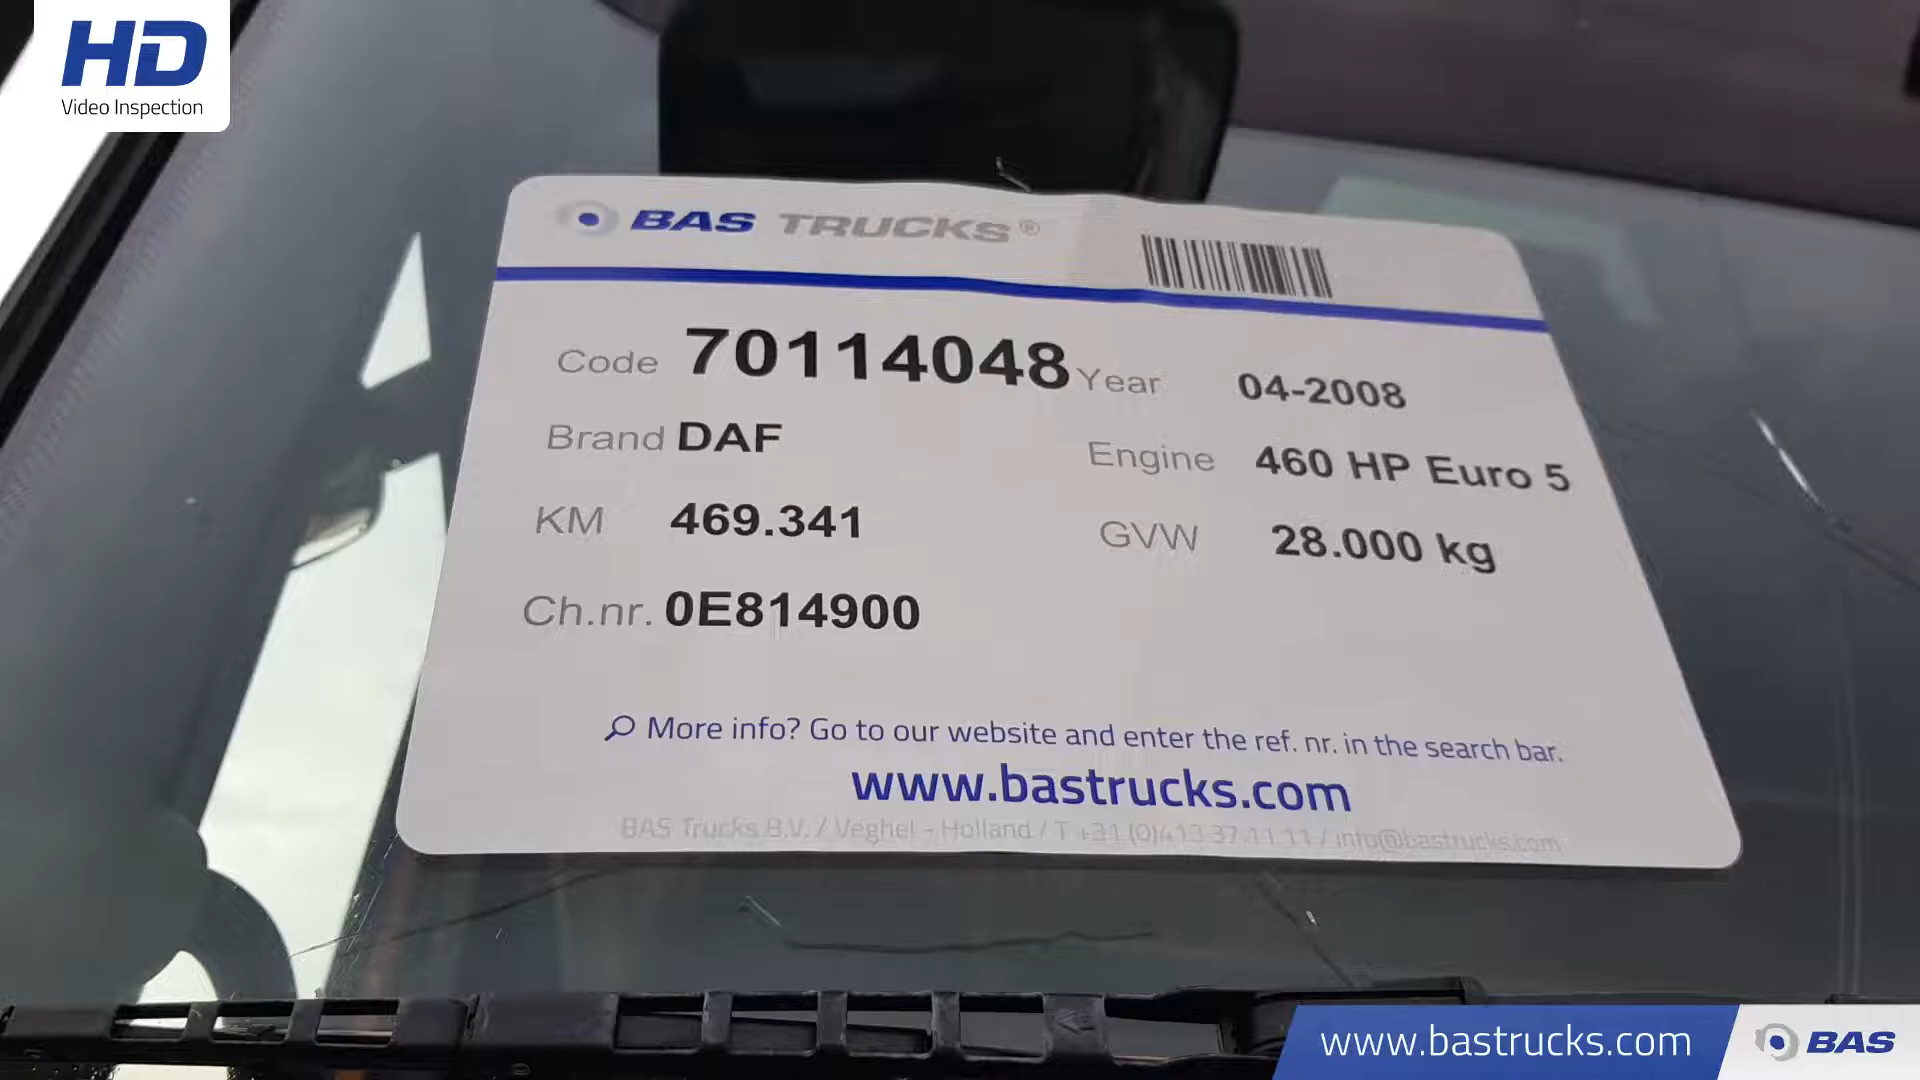 HD
Video Inspection
BAS TRUCKS®
Code 70114048 Year 04-2008
Brand DAF Engine 460 HP Euro 5
KM 469.341 GVW 28.000 kg
Ch.nr. 0E814900
More info? Go to our website and enter the ref. nr. in the search bar.
www.bastrucks.com
BAS Trucks B.V. / Veghel - Holland / T +31 (0)413 37 11 11 / info@bastrucks.com
www.bastrucks.com BAS